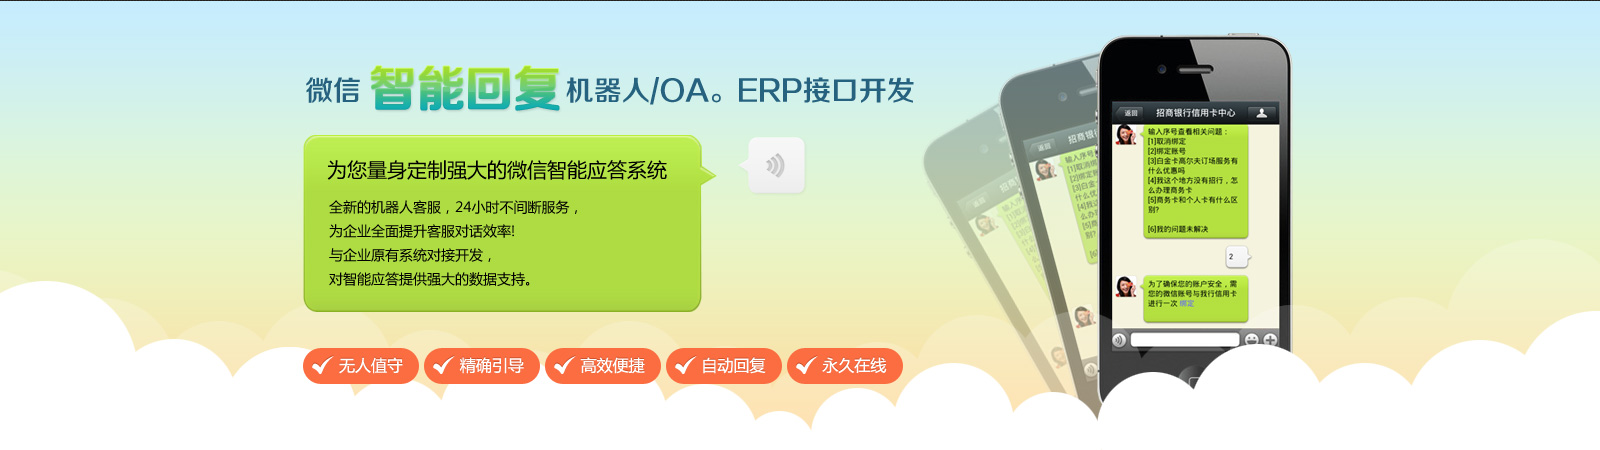 微信 智能回复 机器人/OA。ERP接口开发
为您量身定制强大的微信智能应答系统
全新的机器人客服，24小时不间断服务，
为企业全面提升客服对话效率!
与企业原有系统对接开发，
对智能应答提供强大的数据支持。
无人值守
精确引导
高效便捷
自动回复
永久在线
返回
招商银行信用卡中心
输入序号查看相关问题：
[1]取消绑定
[2]绑定账号
[3]白金卡高尔夫订场服务有
什么优惠吗
[4]我这个地方没有招行，怎
么办理商务卡
[5]商务卡和个人卡有什么区
别?
[6]我的问题未解决
2
为了确保您的账户安全，需
您的微信账号与我行信用卡
进行一次 绑定